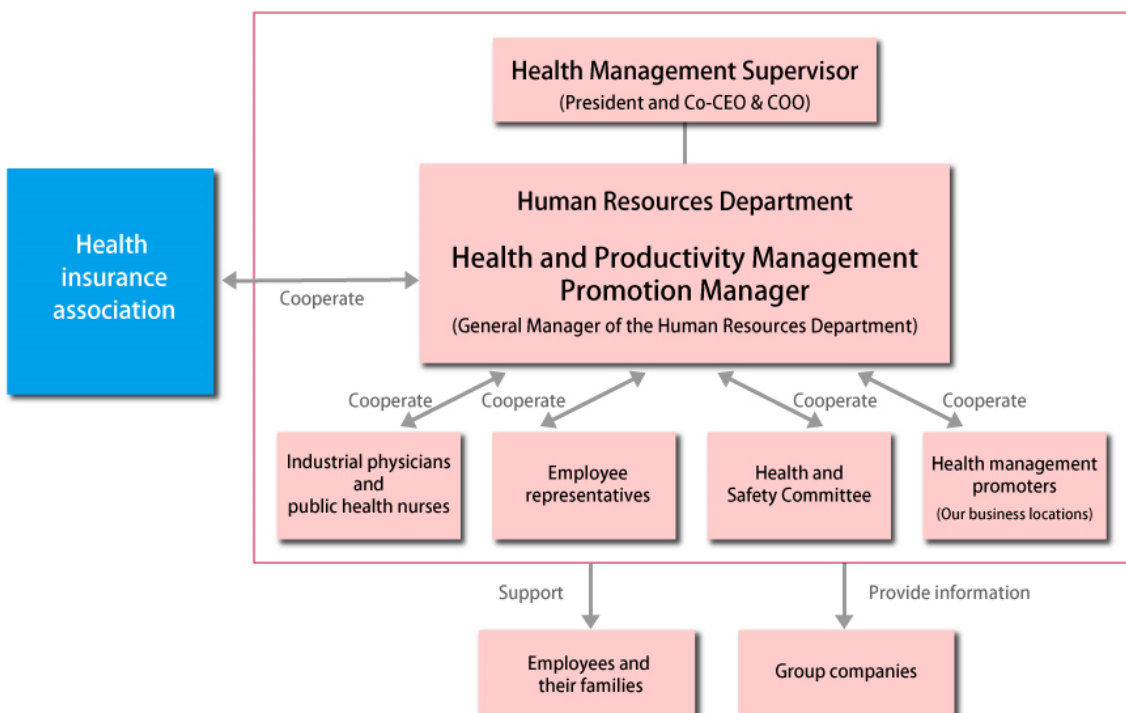 Health Management Supervisor
(President and Co-CEO & COO)
Human Resources Department
Health and Productivity Management
Promotion Manager
(General Manager of the Human Resources Department)
Health
insurance
association
Cooperate
Cooperate
Cooperate
Cooperate
Cooperate
Industrial physicians
and
public health nurses
Employee
representatives
Health and
Safety Committee
Health management
promoters
(Our business locations)
Support
Provide information
Employees and
their families
Group companies